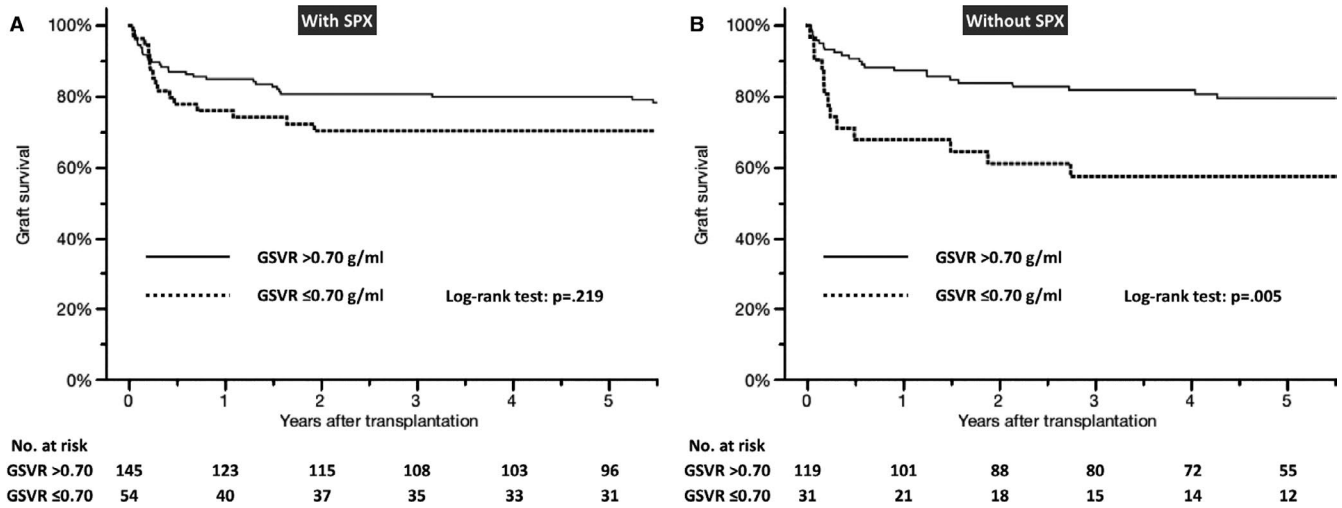 A
With SPX
100%
80%
60%
40%
20%
0%
Graft survival
GSVR >0.70 g/ml
GSVR ≤0.70 g/ml
Log-rank test: p=.219
0 1 2 3 4 5
Years after transplantation
No. at risk
GSVR >0.70 145 123 115 108 103 96
GSVR ≤0.70 54 40 37 35 33 31
B
Without SPX
100%
80%
60%
40%
20%
0%
Graft survival
GSVR >0.70 g/ml
GSVR ≤0.70 g/ml
Log-rank test: p=.005
0 1 2 3 4 5
Years after transplantation
No. at risk
GSVR >0.70 119 101 88 80 72 55
GSVR ≤0.70 31 21 18 15 14 12